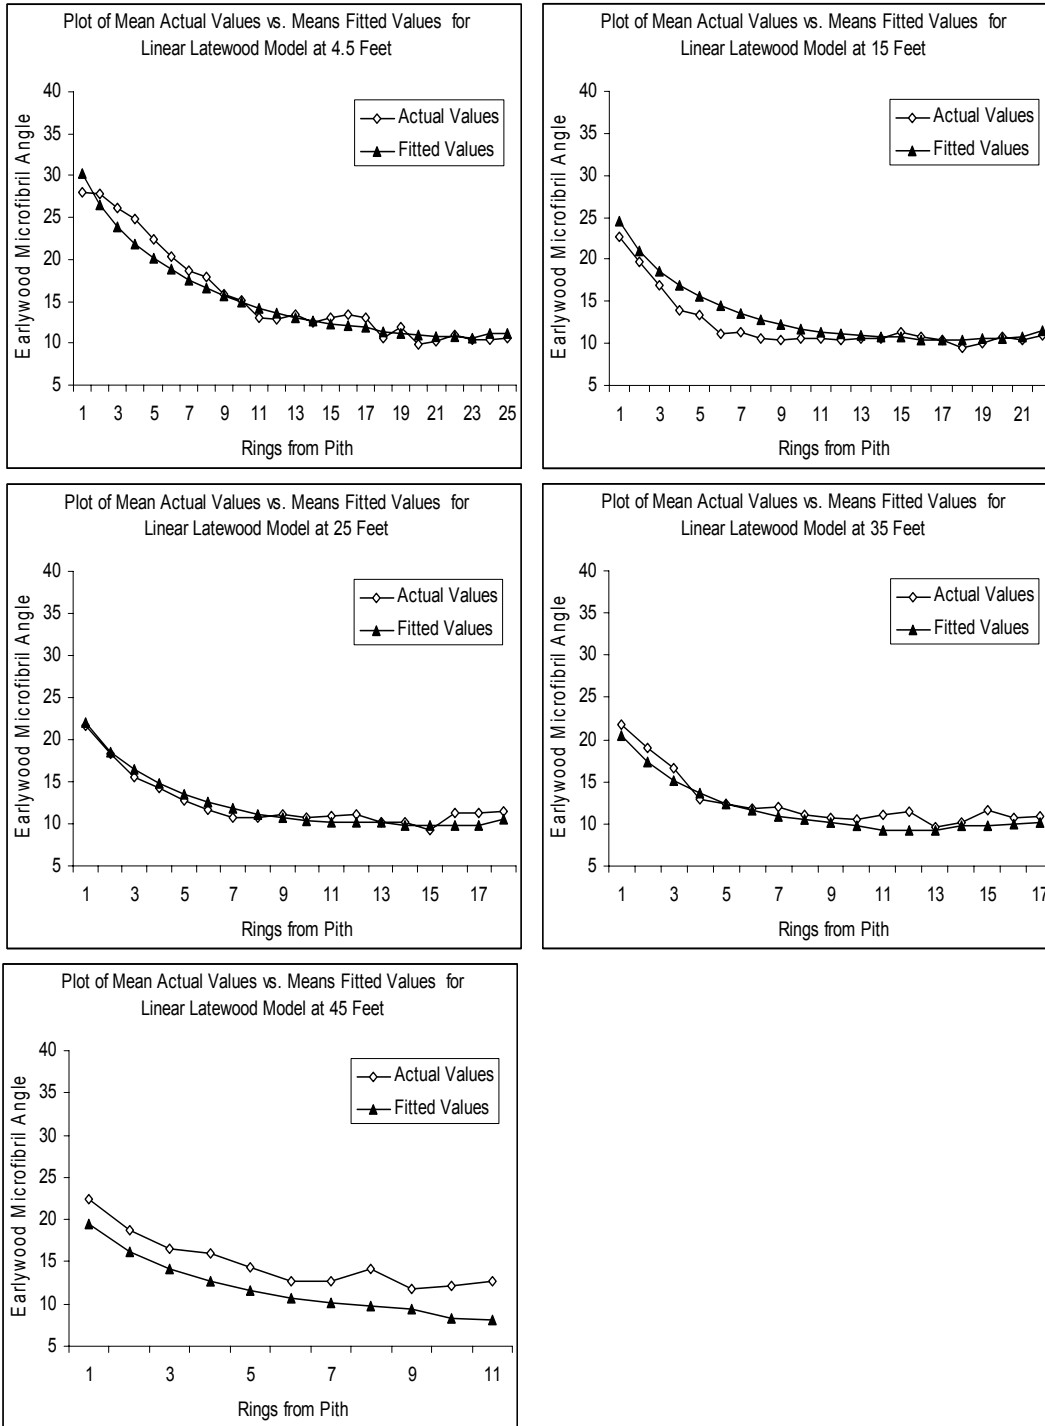 Plot of Mean Actual Values vs. Means Fitted Values for
Linear Latewood Model at 4.5 Feet
40
35
30
25
20
15
10
5
Earlywood Microfibril Angle
Actual Values
Fitted Values
1 3 5 7 9 11 13 15 17 19 21 23 25
Rings from Pith
Plot of Mean Actual Values vs. Means Fitted Values for
Linear Latewood Model at 15 Feet
40
35
30
25
20
15
10
5
Earlywood Microfibril Angle
Actual Values
Fitted Values
1 3 5 7 9 11 13 15 17 19 21
Rings from Pith
Plot of Mean Actual Values vs. Means Fitted Values for
Linear Latewood Model at 25 Feet
40
35
30
25
20
15
10
5
Earlywood Microfibril Angle
Actual Values
Fitted Values
1 3 5 7 9 11 13 15 17
Rings from Pith
Plot of Mean Actual Values vs. Means Fitted Values for
Linear Latewood Model at 35 Feet
40
35
30
25
20
15
10
5
Earlywood Microfibril Angle
Actual Values
Fitted Values
1 3 5 7 9 11 13 15 17
Rings from Pith
Plot of Mean Actual Values vs. Means Fitted Values for
Linear Latewood Model at 45 Feet
40
35
30
25
20
15
10
5
Earlywood Microfibril Angle
Actual Values
Fitted Values
1 3 5 7 9 11
Rings from Pith